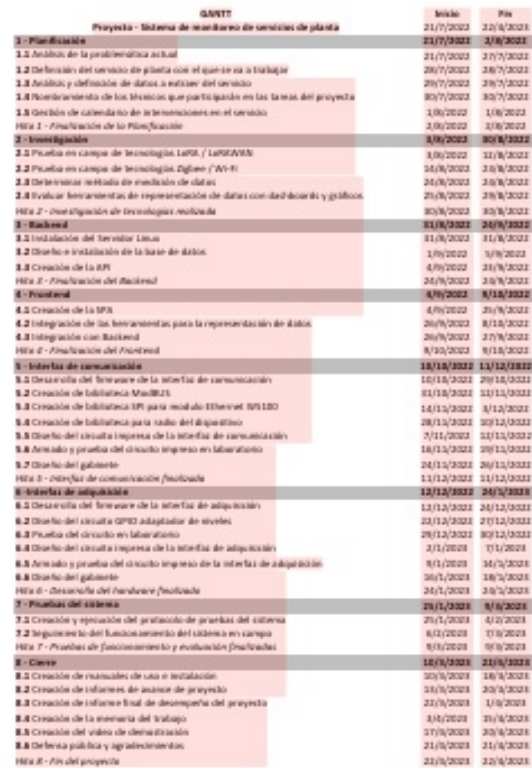 GANTT Inicio Fin
Proyecto - Sistema de monitoreo de servicios de planta 21/7/2022 22/4/2023
1 - Planificación 21/7/2022 2/8/2022
1.1 Análisis de la problemática actual 21/7/2022 27/7/2022
1.2 Definición del servicio de planta con el que se va a trabajar 28/7/2022 28/7/2022
1.3 Análisis y definición de datos a extraer del servicio 29/7/2022 29/7/2022
1.4 Nombramiento de los técnicos que participarán en las tareas del proyecto 30/7/2022 30/7/2022
1.5 Gestión de calendario de intervenciones en el servicio 1/8/2022 1/8/2022
Hito 1 - Finalización de la Planificación 2/8/2022 2/8/2022
2 - Investigación 3/8/2022 30/8/2022
2.1 Prueba en campo de tecnologías LoRA / LoRAWAN 3/8/2022 12/8/2022
2.2 Prueba en campo de tecnologías Zigbee / Wi-Fi 14/8/2022 23/8/2022
2.3 Determinar método de medición de datos 24/8/2022 24/8/2022
2.4 Evaluar herramientas de representación de datos con dashboards y gráficos 25/8/2022 29/8/2022
Hito 2 - Investigación de tecnologías realizada 30/8/2022 30/8/2022
3 - Backend 31/8/2022 24/9/2022
3.1 Instalación del Servidor Linux 31/8/2022 31/8/2022
3.2 Diseño e instalación de la base de datos 1/9/2022 3/9/2022
3.3 Creación de la API 4/9/2022 23/9/2022
Hito 3 - Finalización del Backend 24/9/2022 24/9/2022
4 - Frontend 4/9/2022 9/10/2022
4.1 Creación de la SPA 4/9/2022 25/9/2022
4.2 Integración de las herramientas para la representación de datos 26/9/2022 8/10/2022
4.3 Integración con Backend 26/9/2022 27/9/2022
Hito 4 - Finalización del Frontend 9/10/2022 9/10/2022
5 - Interfaz de comunicación 10/10/2022 11/12/2022
5.1 Desarrollo del firmware de la interfaz de comunicación 10/10/2022 29/10/2022
5.2 Creación de biblioteca ModBUS 31/10/2022 12/11/2022
5.3 Creación de biblioteca SPI para módulo Ethernet W5100 14/11/2022 3/12/2022
5.4 Creación de biblioteca para radio del dispositivo 28/11/2022 10/12/2022
5.5 Diseño del circuito impreso de la interfaz de comunicación 7/11/2022 12/11/2022
5.6 Armado y prueba del circuito impreso en laboratorio 16/11/2022 19/11/2022
5.7 Diseño del gabinete 24/11/2022 26/11/2022
Hito 5 - Interfaz de comunicación finalizada 11/12/2022 11/12/2022
6 - Interfaz de adquisición 12/12/2022 24/1/2023
6.1 Desarrollo del firmware de la interfaz de adquisición 12/12/2022 24/12/2022
6.2 Diseño del circuito GPIO adaptador de niveles 22/12/2022 27/12/2022
6.3 Prueba del circuito en laboratorio 29/12/2022 30/12/2022
6.4 Diseño del circuito impreso de la interfaz de adquisición 2/1/2023 7/1/2023
6.5 Armado y prueba del circuito impreso de la interfaz de adquisición 9/1/2023 14/1/2023
6.6 Diseño del gabinete 16/1/2023 18/1/2023
Hito 6 - Desarrollo del hardware finalizada 24/1/2023 24/1/2023
7 - Pruebas del sistema 25/1/2023 9/3/2023
7.1 Creación y ejecución del protocolo de pruebas del sistema 25/1/2023 4/2/2023
7.2 Seguimiento del funcionamiento del sistema en campo 6/2/2023 7/3/2023
Hito 7 - Pruebas de funcionamiento y evaluación finalizadas 9/3/2023 9/3/2023
8 - Cierre 10/3/2023 22/4/2023
8.1 Creación de manuales de uso e instalación 10/3/2023 18/3/2023
8.2 Creación de informes de avance de proyecto 13/3/2023 20/3/2023
8.3 Creación de informe final de desempeño del proyecto 22/3/2023 1/4/2023
8.4 Creación de la memoria del trabajo 3/4/2023 15/4/2023
8.5 Creación del video de demostración 17/4/2023 20/4/2023
8.6 Defensa pública y agradecimientos 21/4/2023 21/4/2023
Hito 8 - Fin del proyecto 22/4/2023 22/4/2023